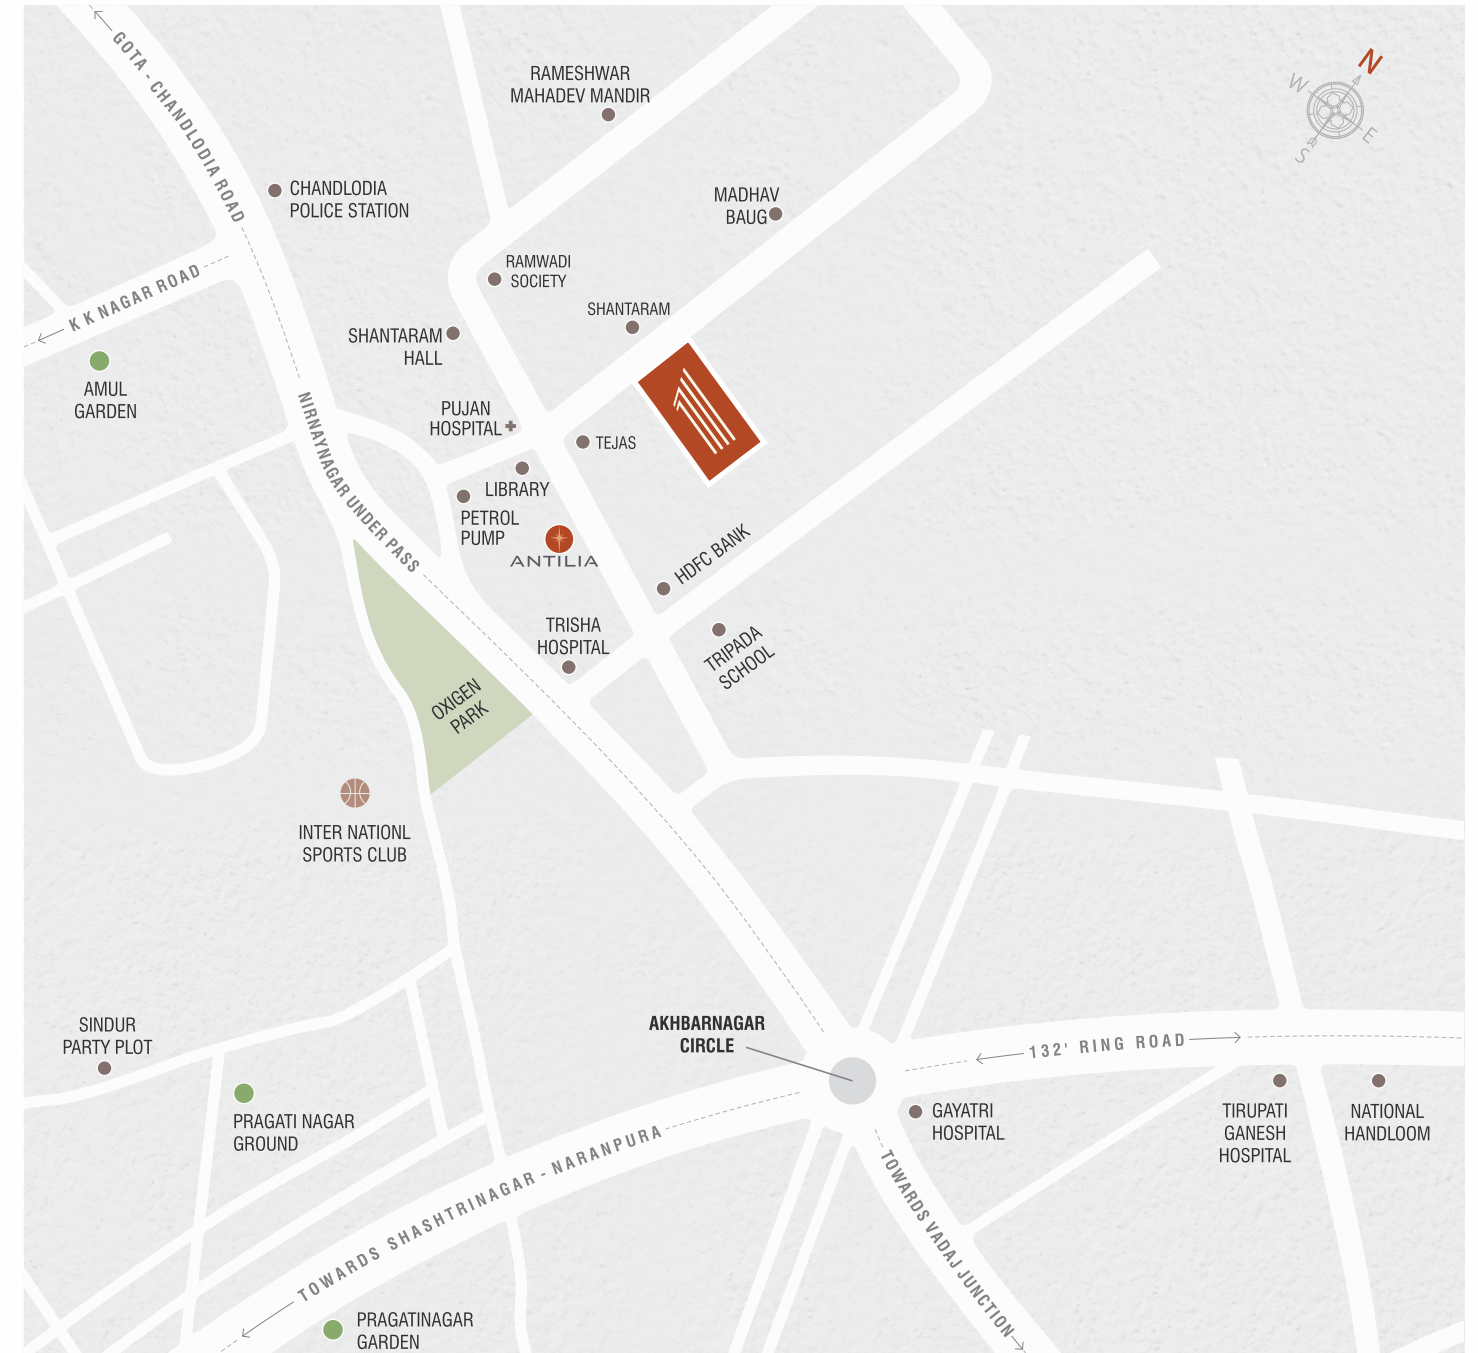 GOTA - CHANDLODIA ROAD
RAMESHWAR
MAHADEV MANDIR
N
W
E
S
CHANDLODIA
POLICE STATION
MADHAV
BAUG
K K NAGAR ROAD
RAMWADI
SOCIETY
SHANTARAM
SHANTARAM
HALL
AMUL
GARDEN
NIRNAYNAGAR UNDER PASS
PUJAN
HOSPITAL
TEJAS
LIBRARY
PETROL
PUMP
ANTILIA
HDFC BANK
TRISHA
HOSPITAL
TRIPADA
SCHOOL
OXIGEN
PARK
INTER NATIONL
SPORTS CLUB
AKHBARNAGAR
CIRCLE
SINDUR
PARTY PLOT
132' RING ROAD
PRAGATI NAGAR
GROUND
GAYATRI
HOSPITAL
TIRUPATI
GANESH
HOSPITAL
NATIONAL
HANDLOOM
TOWARDS SHASHTRINAGAR - NARANPURA
TOWARDS VADAJ JUNCTION
PRAGATINAGAR
GARDEN